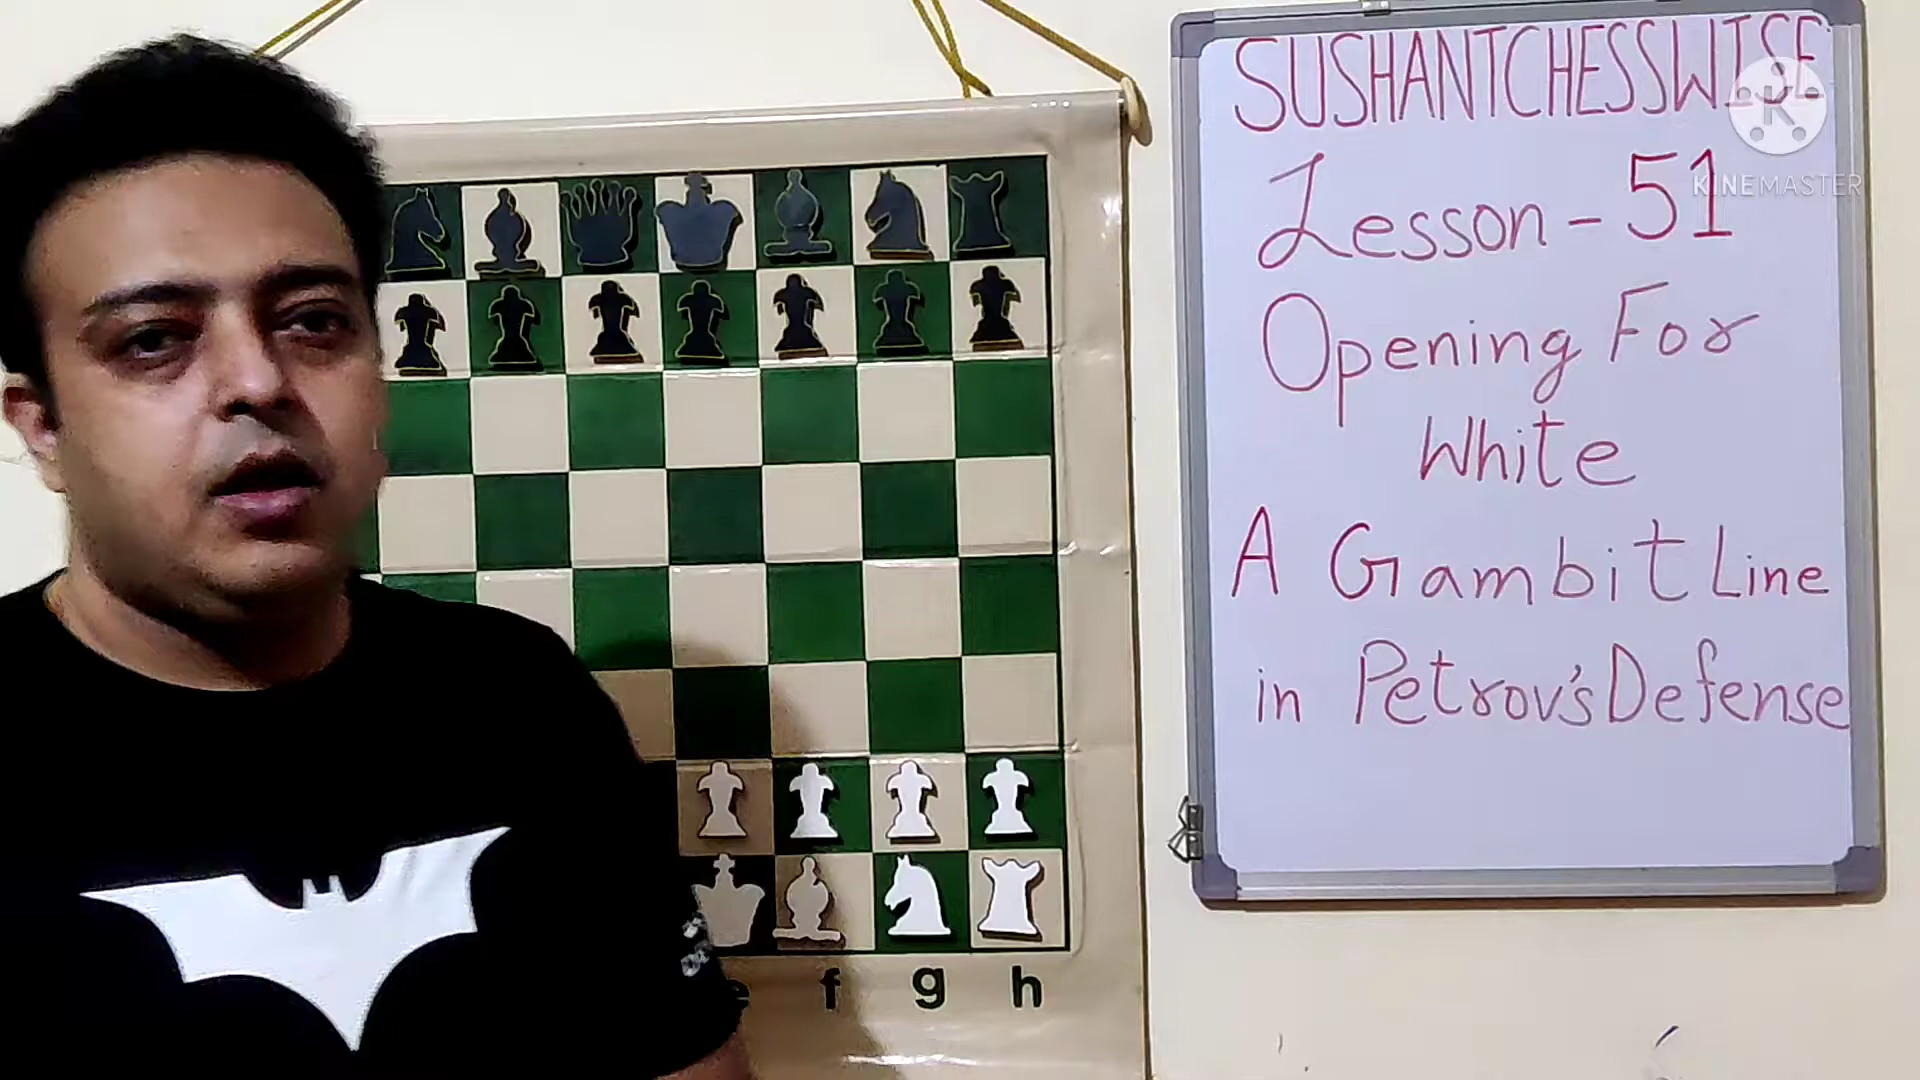 SUSHANTCHESSWISE
KINEMASTER
Lesson - 51
Opening For
White
A Gambit Line
in Petrov's Defense
e f g h